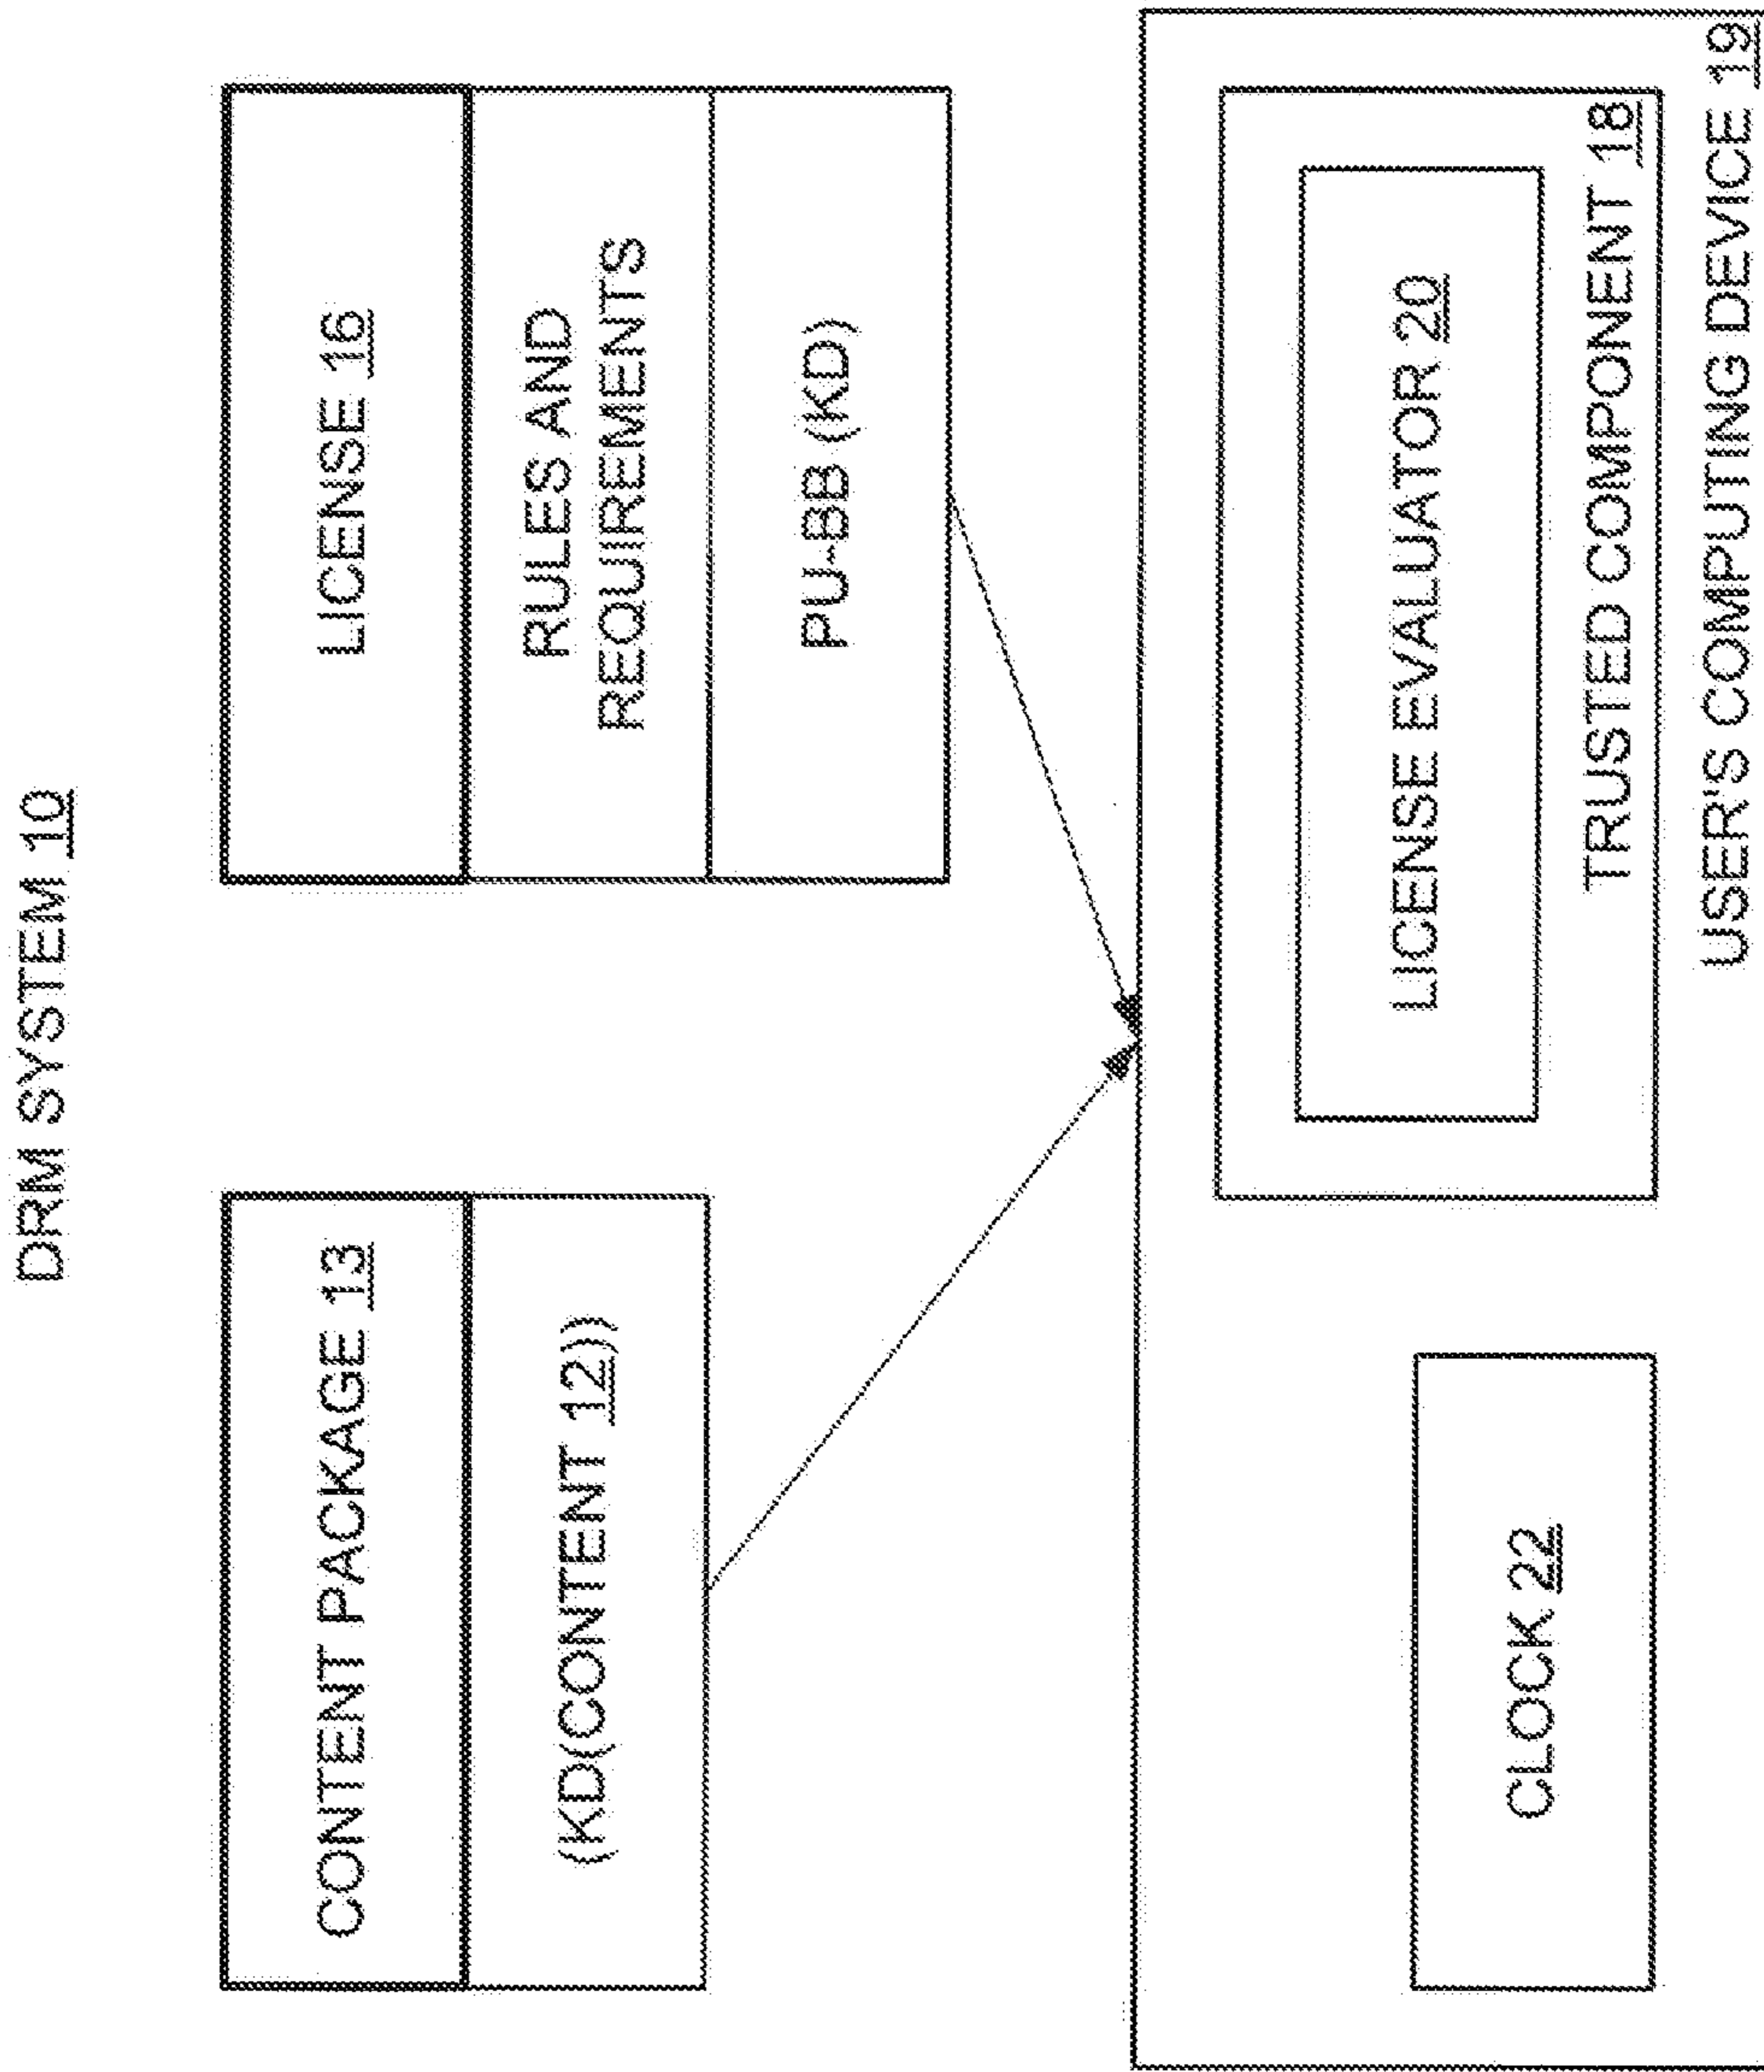 DRM SYSTEM 10
CONTENT PACKAGE 13
(KD(CONTENT 12))
LICENSE 16
RULES AND
REQUIREMENTS
PU-BB (KD)
CLOCK 22
LICENSE EVALUATOR 20
TRUSTED COMPONENT 18
USER'S COMPUTING DEVICE 19